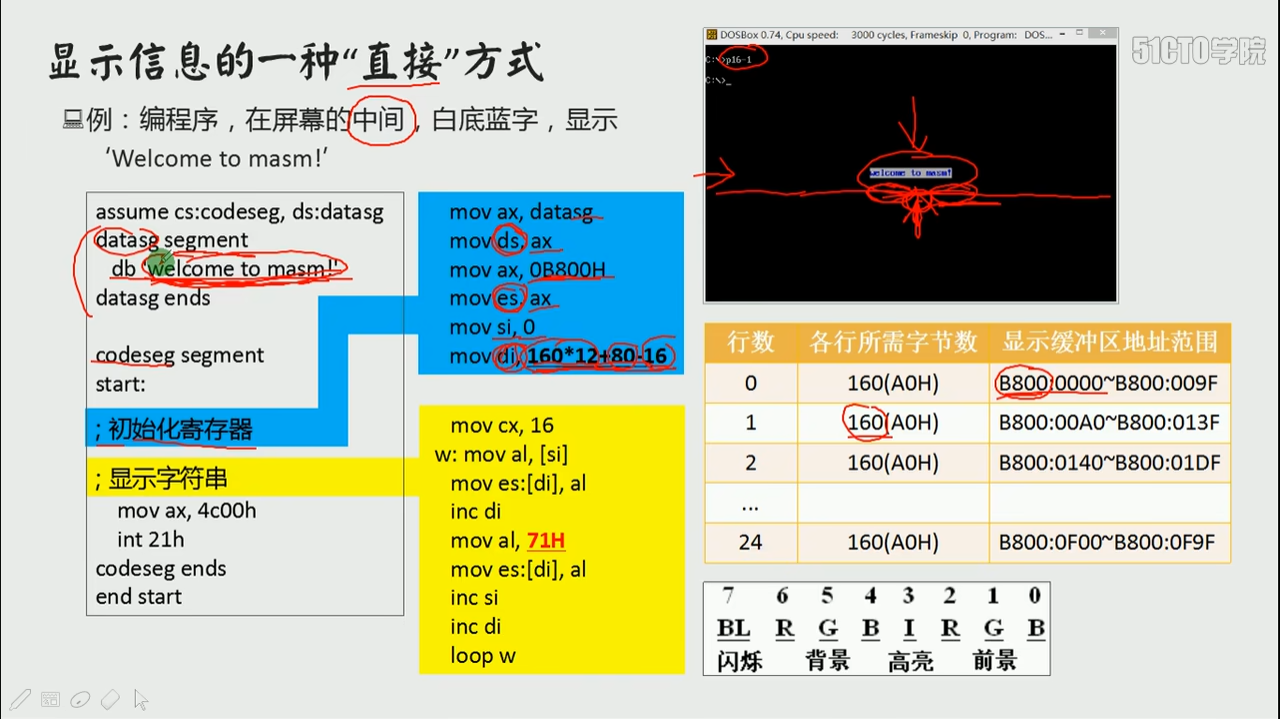 显示信息的一种“直接”方式
51CTO学院
例：编程序，在屏幕的中间，白底蓝字，显示
‘Welcome to masm!’
assume cs:codeseg, ds:datasg
datasg segment
db 'welcome to masm!'
datasg ends
codeseg segment
start:
; 初始化寄存器
; 显示字符串
mov ax, 4c00h
int 21h
codeseg ends
end start
mov ax, datasg
mov ds, ax
mov ax, 0B800H
mov es, ax
mov si, 0
mov di, 160*12+80-16
mov cx, 16
w: mov al, [si]
mov es:[di], al
inc di
mov al, 71H
mov es:[di], al
inc si
inc di
loop w
DOSBox 0.74, Cpu speed: 3000 cycles, Frameskip 0, Program: DOS...
C:\>p16-1
C:\>_
welcome to masm!
行数 各行所需字节数 显示缓冲区地址范围
0 160(A0H) B800:0000~B800:009F
1 160(A0H) B800:00A0~B800:013F
2 160(A0H) B800:0140~B800:01DF
...
24 160(A0H) B800:0F00~B800:0F9F
7 6 5 4 3 2 1 0
BL R G B I R G B
闪烁 背景 高亮 前景